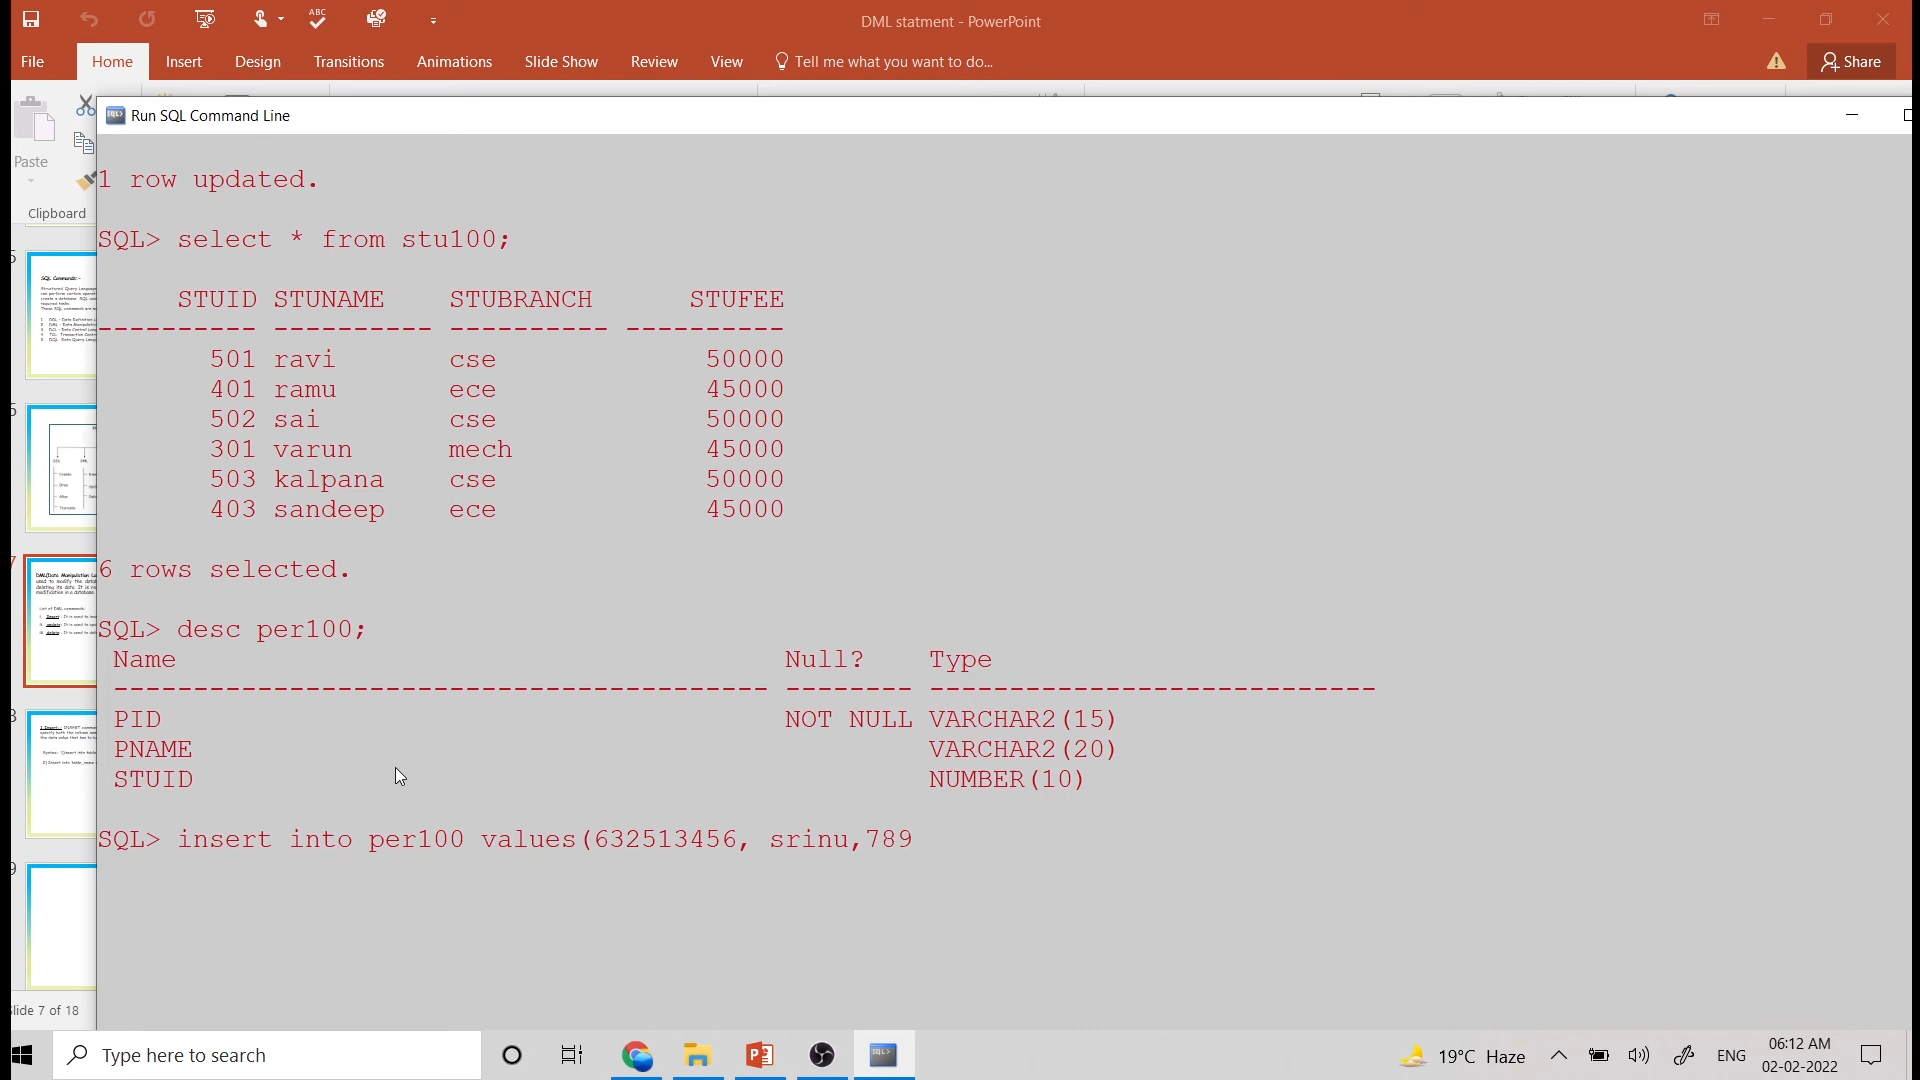 ABC
DML statment - PowerPoint
File Home Insert Design Transitions Animations Slide Show Review View Tell me what you want to do... Share
Run SQL Command Line
Paste
Clipboard
1 row updated.
SQL> select * from stu100;
STUID STUNAME STUBRANCH STUFEE
---------- ---------- ---------- ----------
501 ravi cse 50000
401 ramu ece 45000
502 sai cse 50000
301 varun mech 45000
503 kalpana cse 50000
403 sandeep ece 45000
6 rows selected.
SQL> desc per100;
Name Null? Type
----------------------------------------- -------- ----------------------------
PID NOT NULL VARCHAR2(15)
PNAME VARCHAR2(20)
STUID NUMBER(10)
SQL> insert into per100 values(632513456, srinu,789
SQL Commands:-
lide 7 of 18
Type here to search
19°C Haze
ENG
06:12 AM
02-02-2022